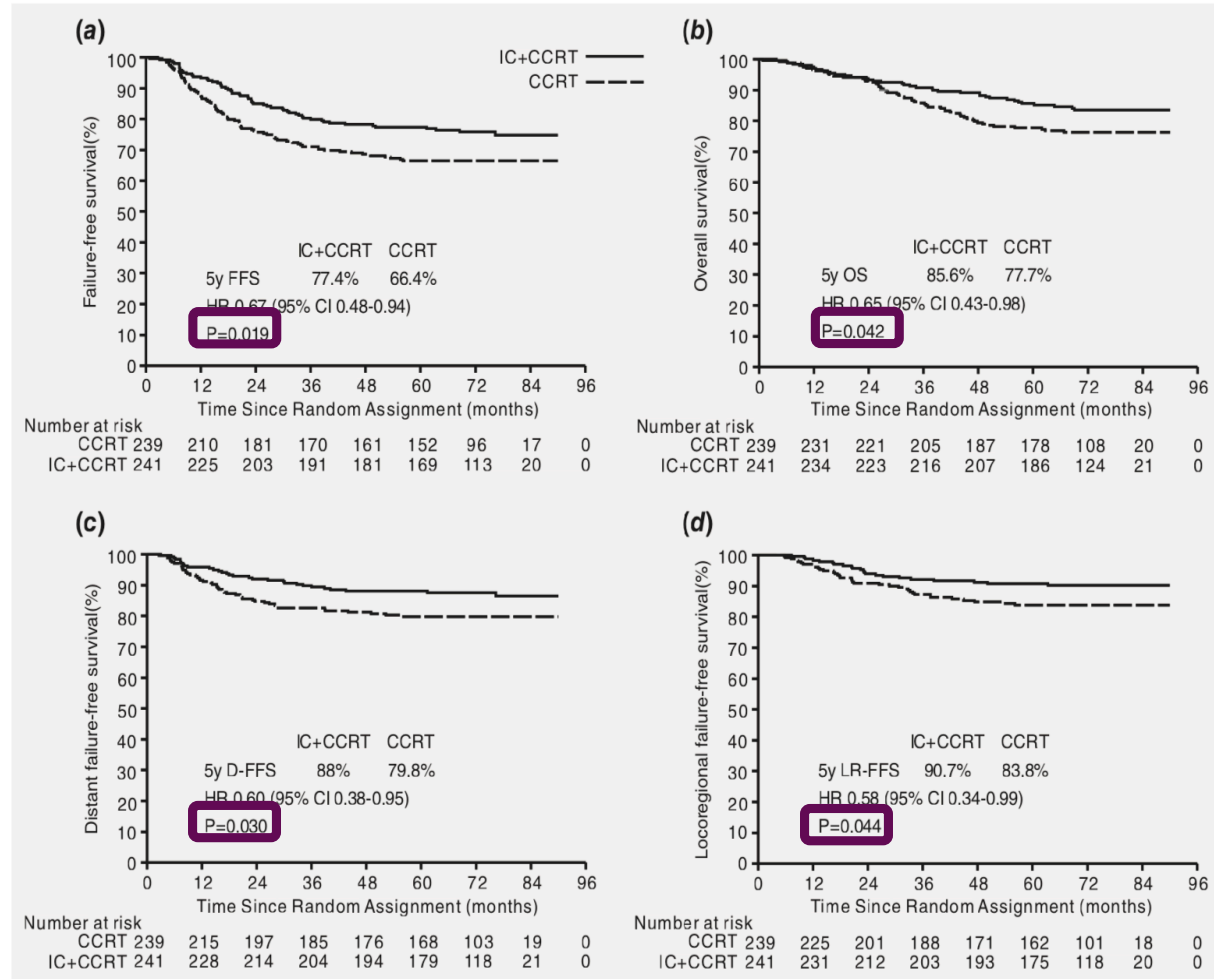 (a)
IC+CCRT
CCRT
Failure-free survival(%)
100
90
80
70
60
50
40
30
20
10
0
IC+CCRT CCRT
5y FFS 77.4% 66.4%
HR 0.67 (95% CI 0.48-0.94)
P=0.019
0 12 24 36 48 60 72 84 96
Time Since Random Assignment (months)
Number at risk
CCRT 239 210 181 170 161 152 96 17 0
IC+CCRT 241 225 203 191 181 169 113 20 0
(b)
Overall survival(%)
100
90
80
70
60
50
40
30
20
10
0
IC+CCRT CCRT
5y OS 85.6% 77.7%
HR 0.65 (95% CI 0.43-0.98)
P=0.042
0 12 24 36 48 60 72 84 96
Time Since Random Assignment (months)
Number at risk
CCRT 239 231 221 205 187 178 108 20 0
IC+CCRT 241 234 223 216 207 186 124 21 0
(c)
Distant failure-free survival(%)
100
90
80
70
60
50
40
30
20
10
0
IC+CCRT CCRT
5y D-FFS 88% 79.8%
HR 0.60 (95% CI 0.38-0.95)
P=0.030
0 12 24 36 48 60 72 84 96
Time Since Random Assignment (months)
Number at risk
CCRT 239 215 197 185 176 168 103 19 0
IC+CCRT 241 228 214 204 194 179 118 21 0
(d)
Locoregional failure-free survival(%)
100
90
80
70
60
50
40
30
20
10
0
IC+CCRT CCRT
5y LR-FFS 90.7% 83.8%
HR 0.58 (95% CI 0.34-0.99)
P=0.044
0 12 24 36 48 60 72 84 96
Time Since Random Assignment (months)
Number at risk
CCRT 239 225 201 188 171 162 101 18 0
IC+CCRT 241 231 212 203 193 175 118 20 0